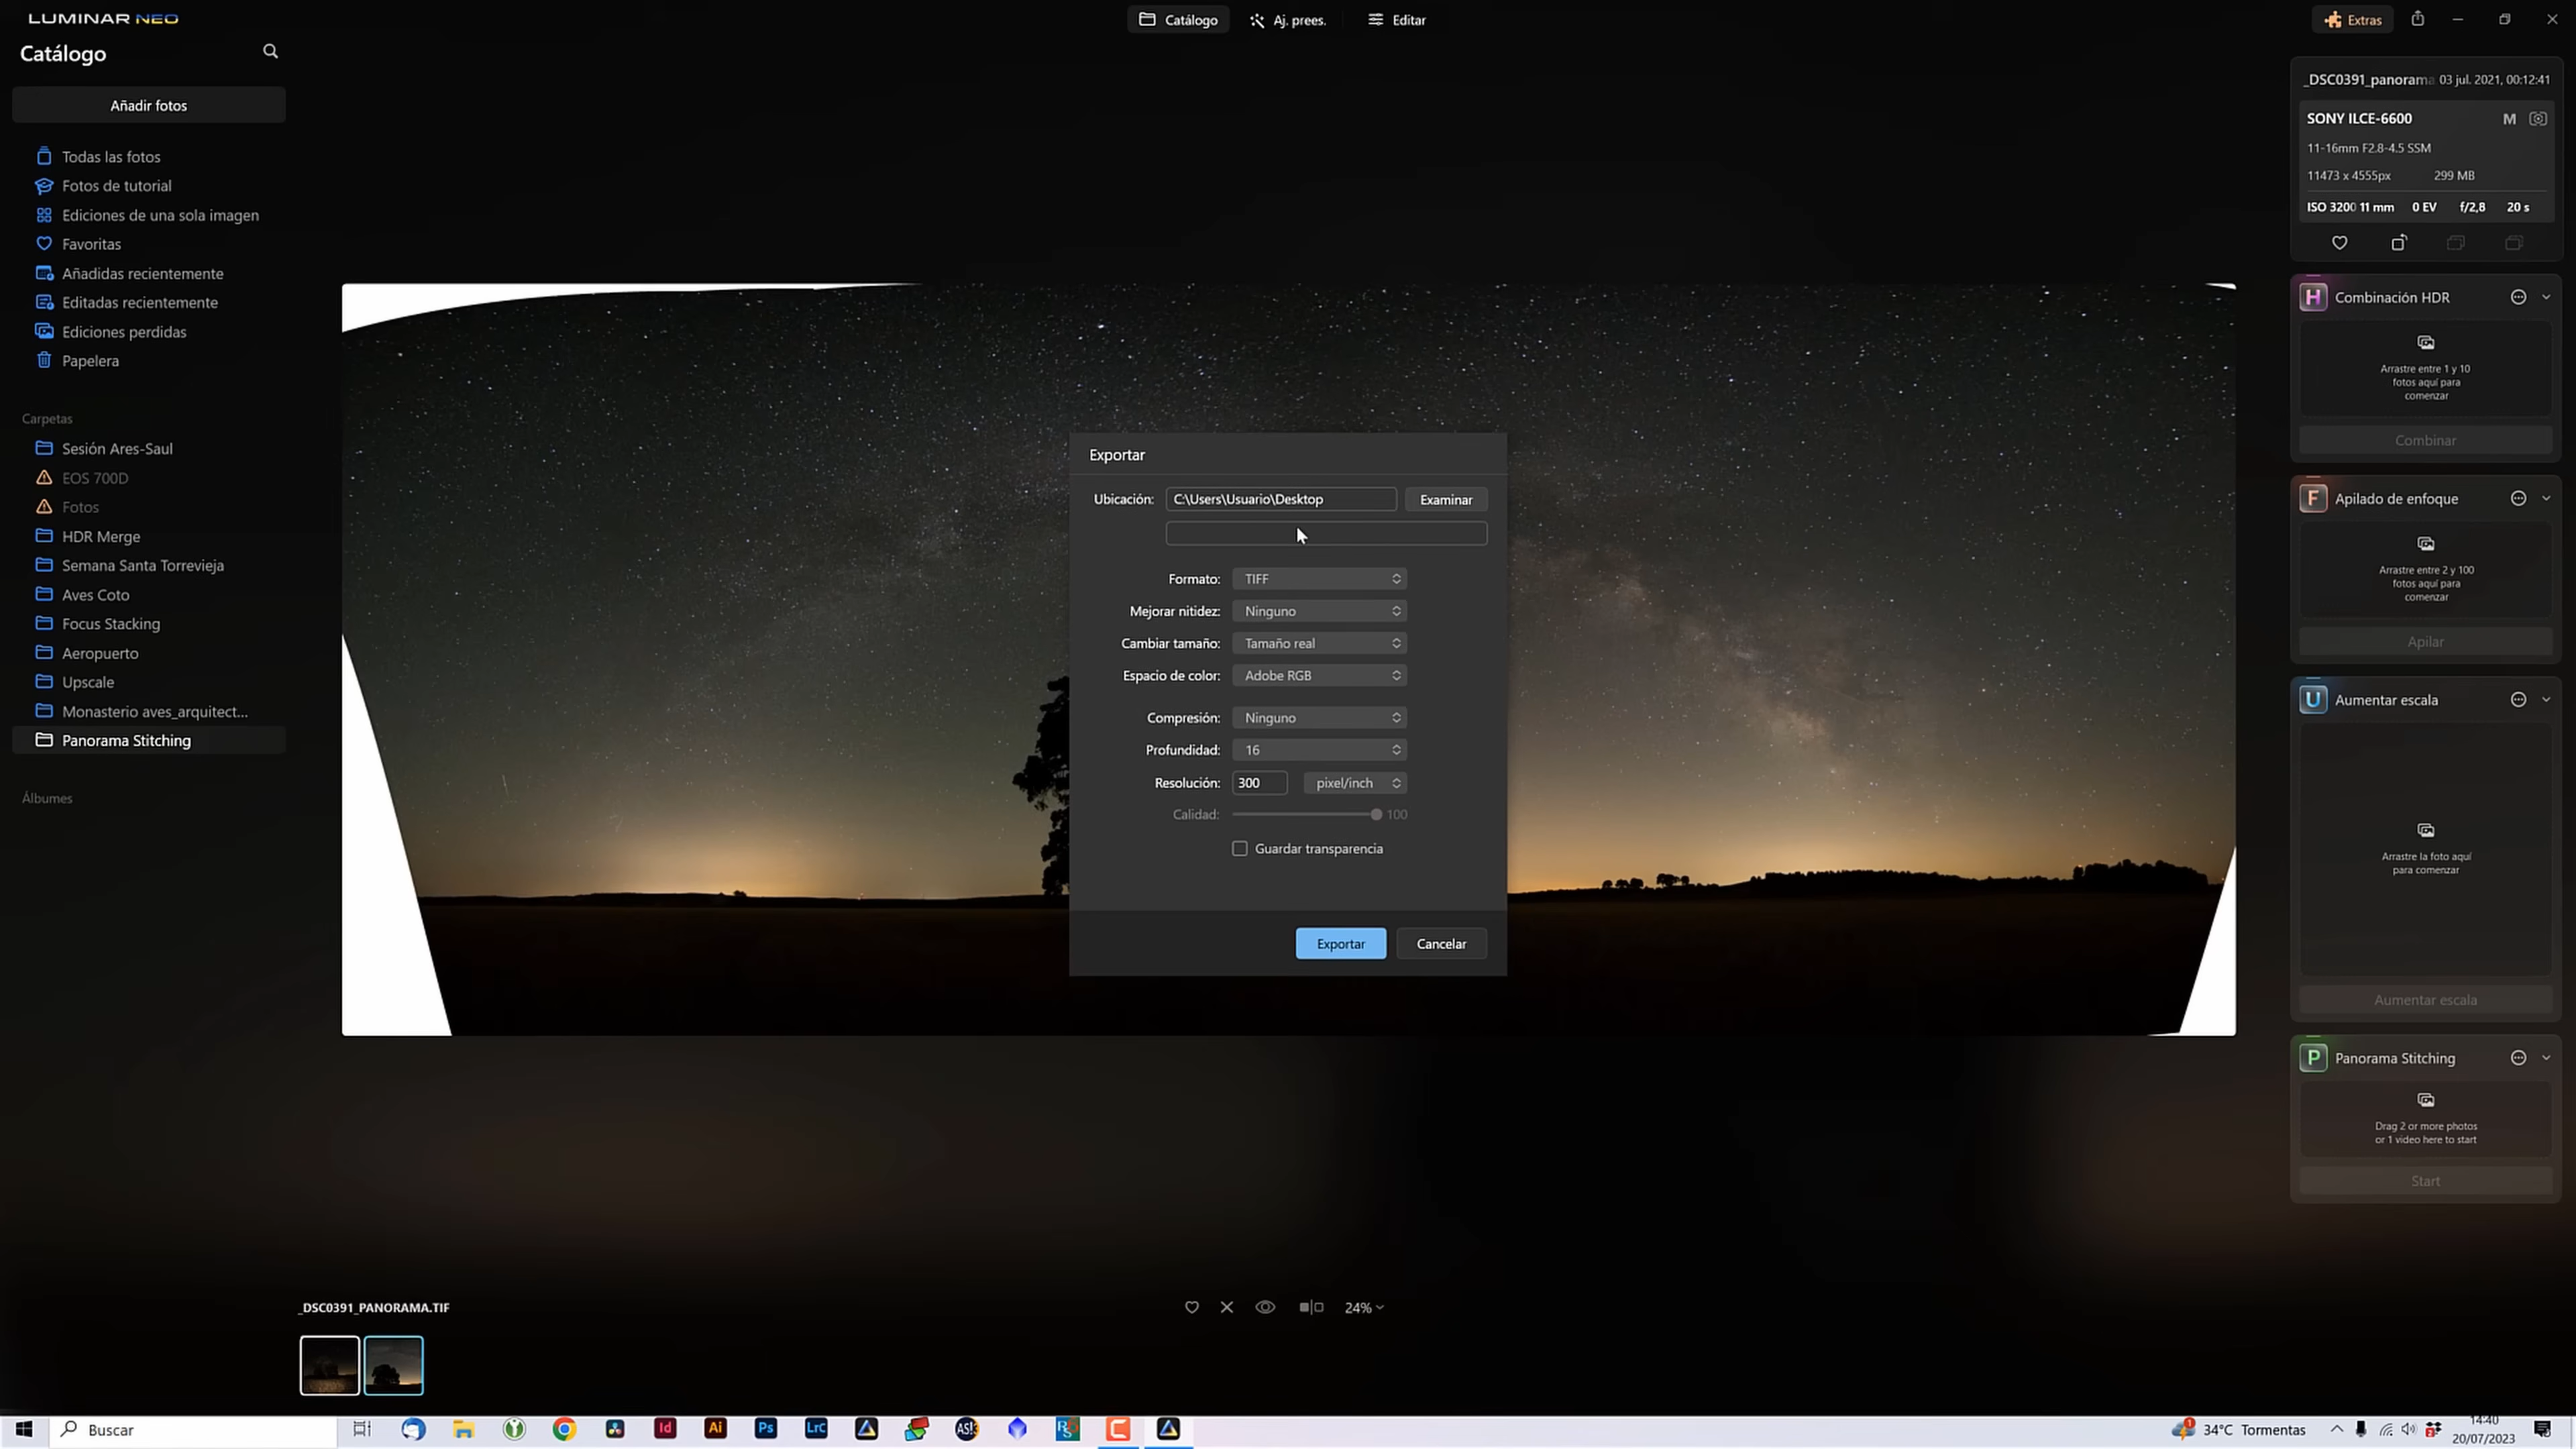 LUMINAR NEO
Catálogo
Aj. prees.
Editar
Extras
Catálogo
Añadir fotos
Todas las fotos
Fotos de tutorial
Ediciones de una sola imagen
Favoritas
Añadidas recientemente
Editadas recientemente
Ediciones perdidas
Papelera
Carpetas
Sesión Ares-Saul
EOS 700D
Fotos
HDR Merge
Semana Santa Torrevieja
Aves Coto
Focus Stacking
Aeropuerto
Upscale
Monasterio aves_arquitect...
Panorama Stitching
Álbumes
Exportar
Ubicación: C:\Users\Usuario\Desktop Examinar
Formato: TIFF
Mejorar nitidez: Ninguno
Cambiar tamaño: Tamaño real
Espacio de color: Adobe RGB
Compresión: Ninguno
Profundidad: 16
Resolución: 300 pixel/inch
Calidad: 100
Guardar transparencia
Exportar Cancelar
_DSC0391_panorama 03 jul. 2021, 00:12:41
SONY ILCE-6600 M
11-16mm F2.8-4.5 SSM
11473 x 4555px 299 MB
ISO 3200 11 mm 0 EV f/2,8 20 s
H Combinación HDR
Arrastre entre 1 y 10
fotos aquí para
comenzar
Combinar
F Apilado de enfoque
Arrastre entre 2 y 100
fotos aquí para
comenzar
Apilar
U Aumentar escala
Arrastre la foto aquí
para comenzar
Aumentar escala
P Panorama Stitching
Drag 2 or more photos
or 1 video here to start
Start
_DSC0391_PANORAMA.TIF
24%
Buscar
Id
Ai
Ps
LrC
AS!3
1
34°C Tormentas
2
14:40
20/07/2023